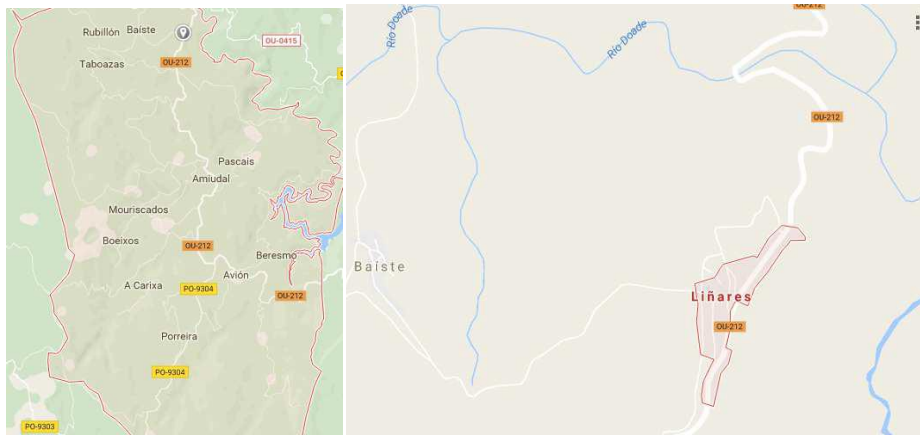 Rubillón
Baíste
OU-0415
Taboazas
OU-212
Pascais
Amiudal
Mouriscados
Boeixos
OU-212
Beresmo
Avión
A Carixa
PO-9304
OU-212
Porreira
PO-9304
PO-9303
OU-212
Río Doade
Río Doade
OU-212
Baíste
Liñares
OU-212